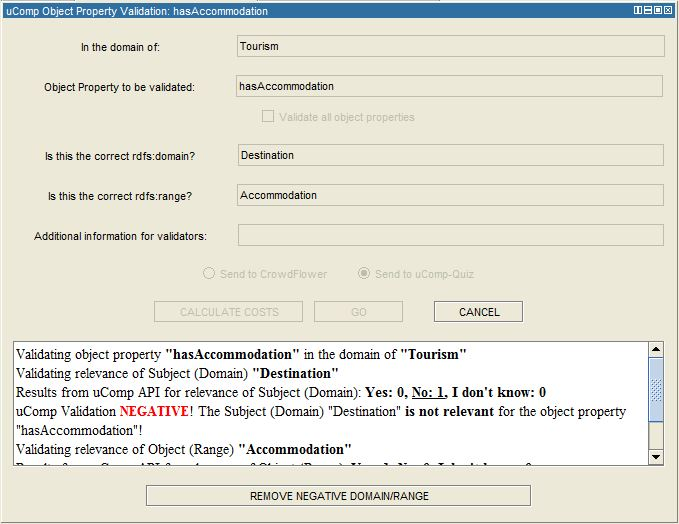 uComp Object Property Validation: hasAccommodation
In the domain of:
Tourism
Object Property to be validated:
hasAccommodation
Validate all object properties
Is this the correct rdfs:domain?
Destination
Is this the correct rdfs:range?
Accommodation
Additional information for validators:
Send to CrowdFlower
Send to uComp-Quiz
CALCULATE COSTS
GO
CANCEL
Validating object property "hasAccommodation" in the domain of "Tourism"
Validating relevance of Subject (Domain) "Destination"
Results from uComp API for relevance of Subject (Domain): Yes: 0, No: 1, I don't know: 0
uComp Validation NEGATIVE! The Subject (Domain) "Destination" is not relevant for the object property
"hasAccommodation"!
Validating relevance of Object (Range) "Accommodation"
REMOVE NEGATIVE DOMAIN/RANGE